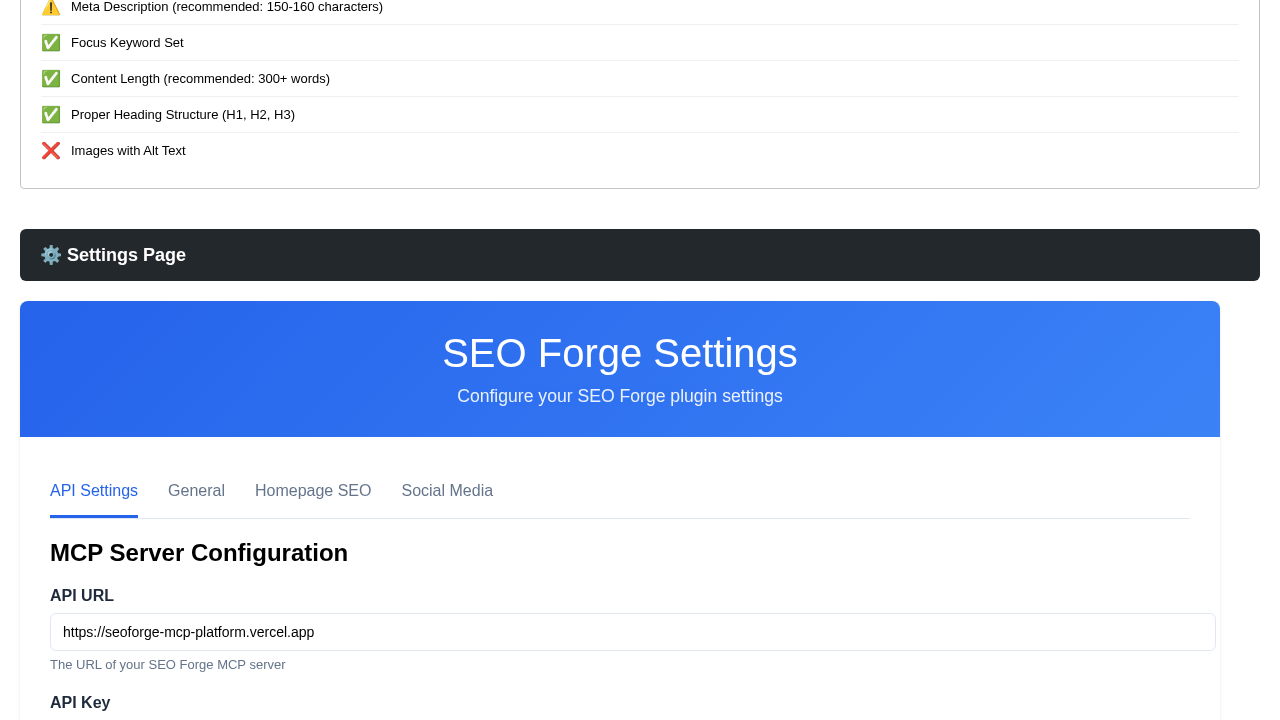 ⚠️ Meta Description (recommended: 150-160 characters)
✅ Focus Keyword Set
✅ Content Length (recommended: 300+ words)
✅ Proper Heading Structure (H1, H2, H3)
❌ Images with Alt Text
⚙️ Settings Page
SEO Forge Settings
Configure your SEO Forge plugin settings
API Settings General Homepage SEO Social Media
MCP Server Configuration
API URL
https://seoforge-mcp-platform.vercel.app
The URL of your SEO Forge MCP server
API Key